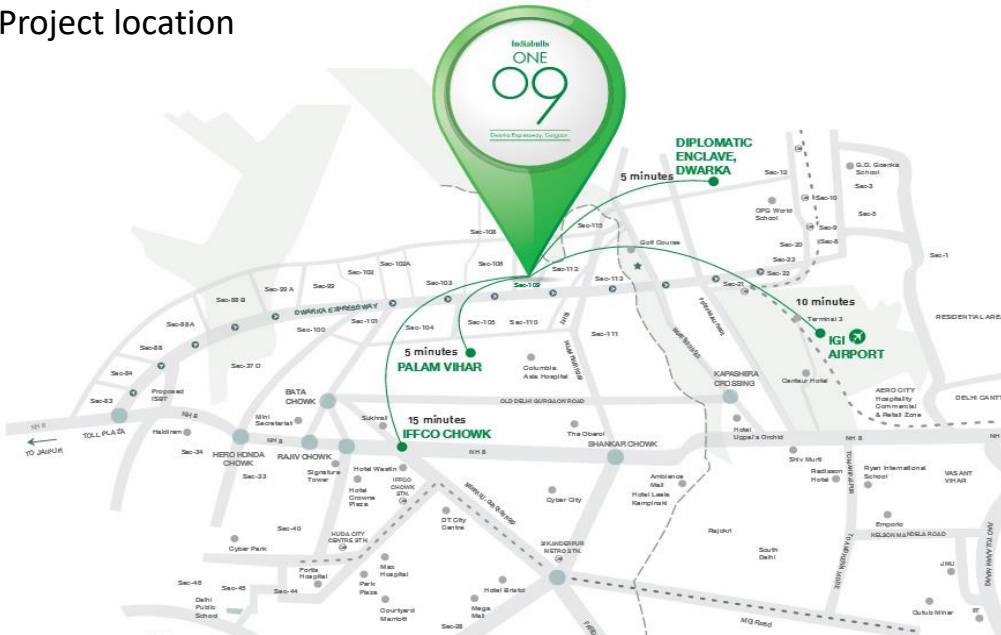 Project location
Indiabulls
ONE
09
Dwarka Expressway, Gurgaon
DIPLOMATIC
ENCLAVE,
DWARKA
5 minutes
Sec-12
G.D. Goenka
School
Sec-3
Sec-10
OPG World
School
Sec-5
Sec-9
Sec-115
Sec-108
Golf Course
Sec-20
Sec-1
Sec-102A
Sec-102
Sec-108
Sec-112
Sec-113
Sec-23
Sec-22
Sec-99 A
Sec-99
Sec-103
Sec-109
Sec-21
Sec-88 B
DWARKA EXPRESSWAY
10 minutes
Terminal 3
RESIDENTIAL AREA
Sec-88A
Sec-100
Sec-101
Sec-104
Sec-105
Sec-110
Sec-111
IGI
AIRPORT
Sec-88
5 minutes
PALAM VIHAR
Sec-37 D
Columbia
Asia Hospital
KAPASHERA
CROSSING
Centaur Hotel
Sec-84
Proposed
ISBT
BATA
CHOWK
OLD DELHI GURGAON ROAD
AERO CITY
Hospitality
Commercial
& Retail Zone
DELHI CANTT
Sec-83
NH 8
TOLL PLAZA
NH 8
Mini
Secretariat
Sukhrali
15 minutes
IFFCO CHOWK
The Oberoi
SHANKAR CHOWK
Hotel
Uppal's Orchid
NH 8
NH
TO JAIPUR
Haldiram
NH 8
NH 8
Sec-34
HERO HONDA
CHOWK
RAJIV CHOWK
Shiv Murti
Sec-33
Signature
Tower
Hotel Westin
IFFCO
CHOWK
STN.
Hotel
Crowne
Plaza
Ambiance
Mall
Hotel Leela
Kempinski
Radisson
Hotel
Ryan International
School
VASANT
VIHAR
Cyber City
Sec-40
HUDA CITY
CENTRE STN.
DT City
Centre
Rajokri
Emporio
NELSON MANDELA ROAD
Cyber Park
SIKANDERPUR
METRO STN.
South
Delhi
Fortis
Hospital
Max
Hospital
JNU
Sec-46
Sec-45
Sec-44
Park
Plaza
Hotel Bristol
Delhi
Public
School
Courtyard
Marriott
Mega
Mall
Qutub Minar
IIT
Sec-28
MG Road